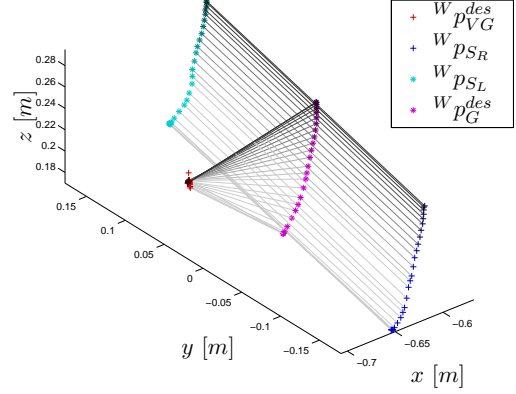 W p_{VG}^{des}
W p_{S_R}
W p_{S_L}
W p_G^{des}
0.28
0.26
0.24
0.22
0.2
0.18
z [m]
0.15
0.1
0.05
0
−0.05
−0.1
−0.15
y [m]
−0.7
−0.65
−0.6
x [m]